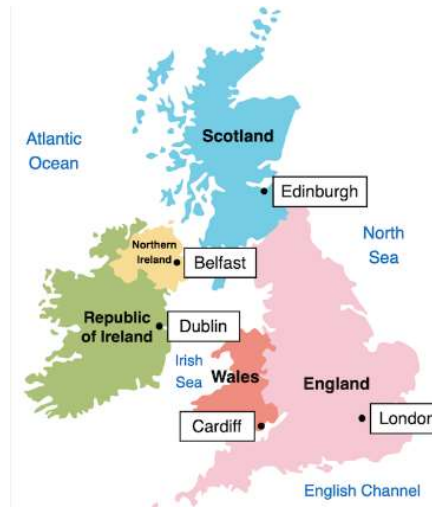 Scotland
Atlantic
Ocean
Edinburgh
North
Sea
Northern
Ireland
Belfast
Republic
of Ireland
Dublin
Irish
Sea
Wales
England
Cardiff
London
English Channel